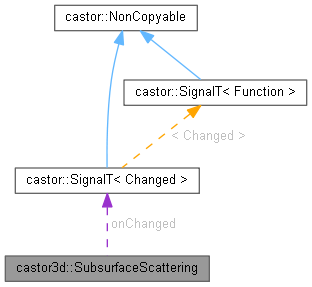 castor::NonCopyable
castor::SignalT< Function >
< Changed >
castor::SignalT< Changed >
onChanged
castor3d::SubsurfaceScattering